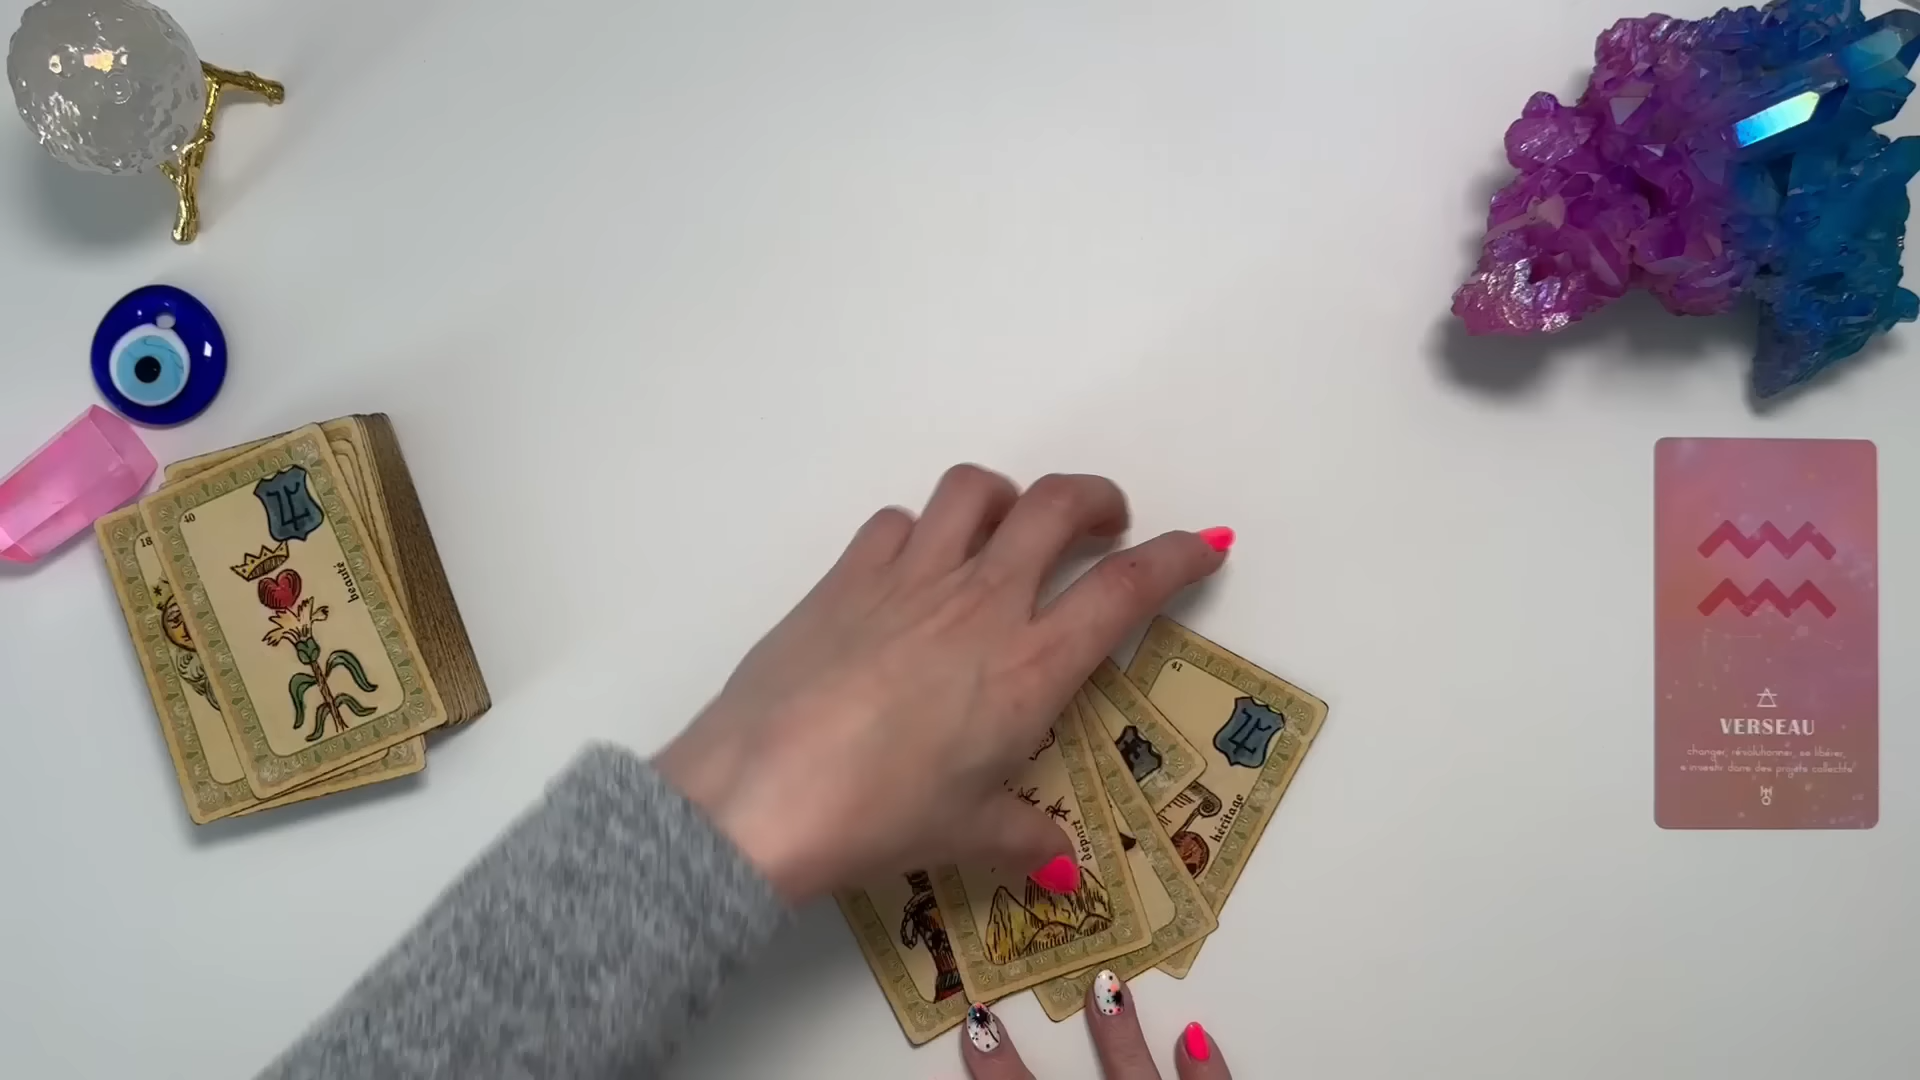 18
40
beauté
départ
41
héritage
VERSEAU
changer, révolutionner, se libérer,
s'investir dans des projets collectifs